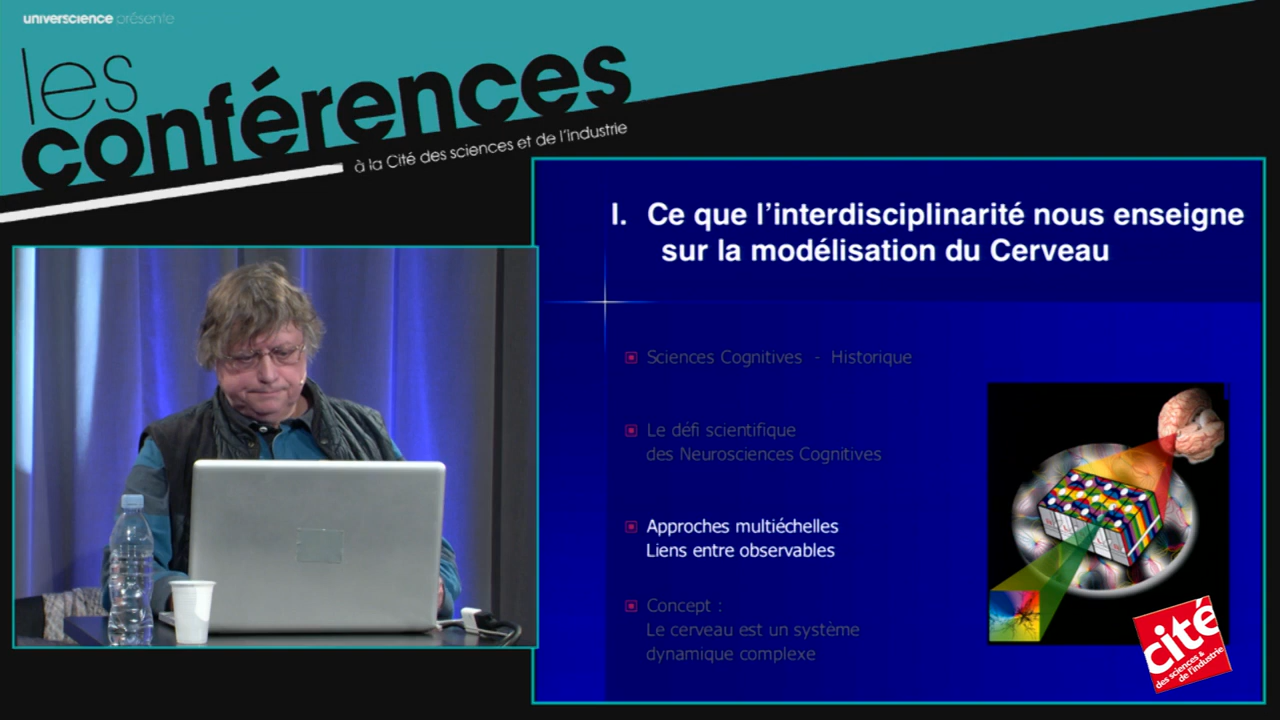 universcience présente
les
conférences
à la Cité des sciences et de l'industrie
I. Ce que l'interdisciplinarité nous enseigne
sur la modélisation du Cerveau
Sciences Cognitives - Historique
Le défi scientifique
des Neurosciences Cognitives
Approches multiéchelles
Liens entre observables
Concept :
Le cerveau est un système
dynamique complexe
cité
des sciences &
de l'industrie